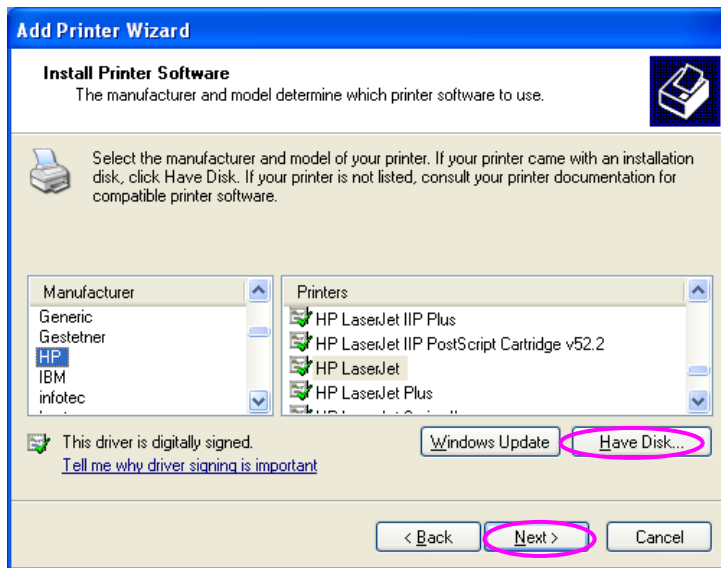 Add Printer Wizard
Install Printer Software
The manufacturer and model determine which printer software to use.
Select the manufacturer and model of your printer. If your printer came with an installation
disk, click Have Disk. If your printer is not listed, consult your printer documentation for
compatible printer software.
Manufacturer
Generic
Gestetner
HP
IBM
infotec
Printers
HP LaserJet IIP Plus
HP LaserJet IIP PostScript Cartridge v52.2
HP LaserJet
HP LaserJet Plus
This driver is digitally signed.
Tell me why driver signing is important
Windows Update
Have Disk...
< Back
Next >
Cancel